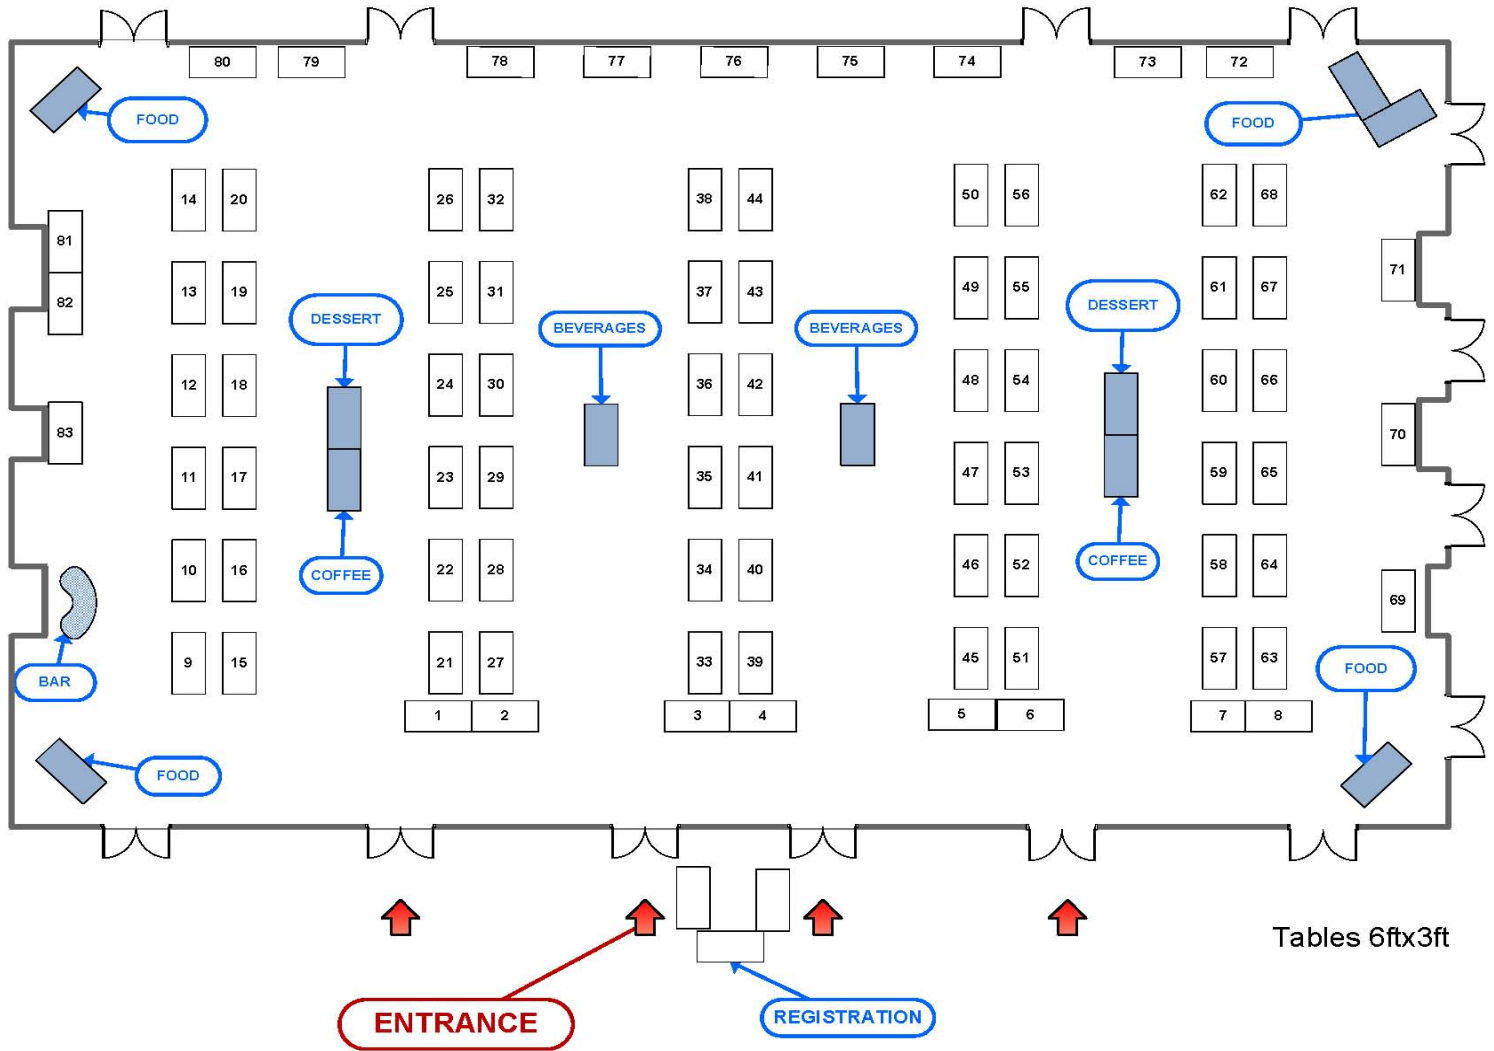 80 79 78 77 76 75 74 73 72
FOOD
FOOD
14 20 26 32 38 44 50 56 62 68
81
71
13 19 25 31 37 43 49 55 61 67
82
DESSERT
BEVERAGES
BEVERAGES
DESSERT
12 18 24 30 36 42 48 54 60 66
83
70
11 17 23 29 35 41 47 53 59 65
10 16 22 28 34 40 46 52 58 64
COFFEE
COFFEE
69
9 15 21 27 33 39 45 51 57 63
BAR
FOOD
1 2 3 4 5 6 7 8
FOOD
Tables 6ftx3ft
ENTRANCE
REGISTRATION